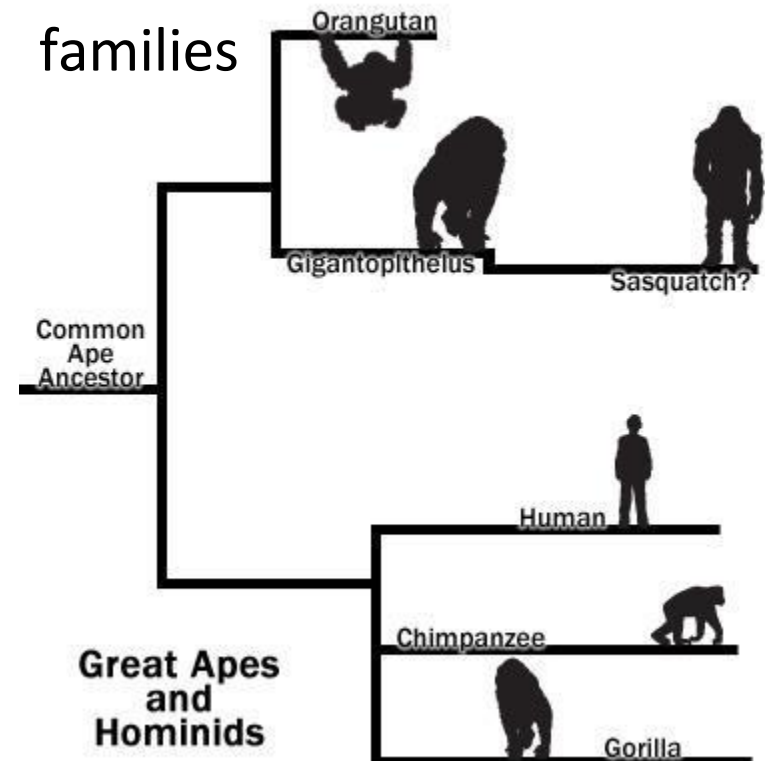 families
Orangutan
Gigantopithelus
Sasquatch?
Common
Ape
Ancestor
Human
Chimpanzee
Great Apes
and
Hominids
Gorilla